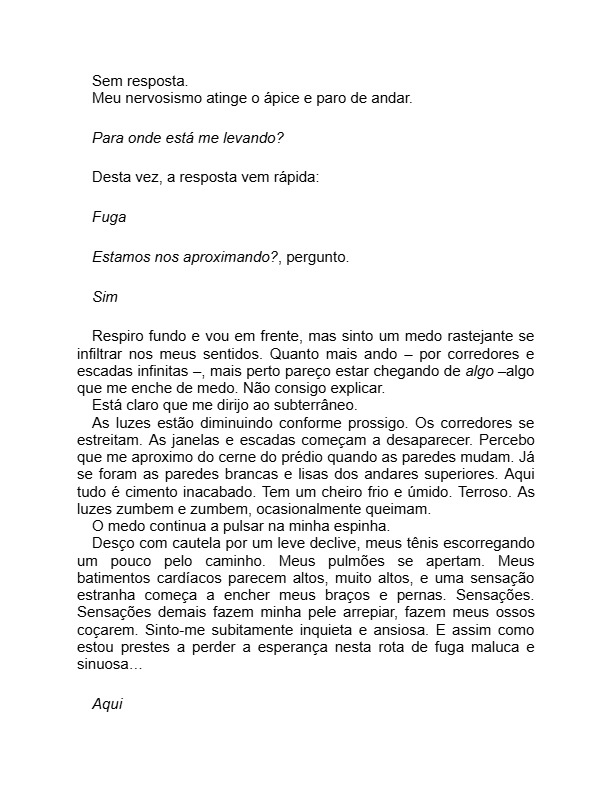 Sem resposta.
Meu nervosismo atinge o ápice e paro de andar.
Para onde está me levando?
Desta vez, a resposta vem rápida:
Fuga
Estamos nos aproximando?, pergunto.
Sim
Respiro fundo e vou em frente, mas sinto um medo rastejante se
infiltrar nos meus sentidos. Quanto mais ando – por corredores e
escadas infinitas –, mais perto pareço estar chegando de algo –algo
que me enche de medo. Não consigo explicar.
Está claro que me dirijo ao subterrâneo.
As luzes estão diminuindo conforme prossigo. Os corredores se
estreitam. As janelas e escadas começam a desaparecer. Percebo
que me aproximo do cerne do prédio quando as paredes mudam. Já
se foram as paredes brancas e lisas dos andares superiores. Aqui
tudo é cimento inacabado. Tem um cheiro frio e úmido. Terroso. As
luzes zumbem e zumbem, ocasionalmente queimam.
O medo continua a pulsar na minha espinha.
Desço com cautela por um leve declive, meus tênis escorregando
um pouco pelo caminho. Meus pulmões se apertam. Meus
batimentos cardíacos parecem altos, muito altos, e uma sensação
estranha começa a encher meus braços e pernas. Sensações.
Sensações demais fazem minha pele arrepiar, fazem meus ossos
coçarem. Sinto-me subitamente inquieta e ansiosa. E assim como
estou prestes a perder a esperança nesta rota de fuga maluca e
sinuosa…
Aqui